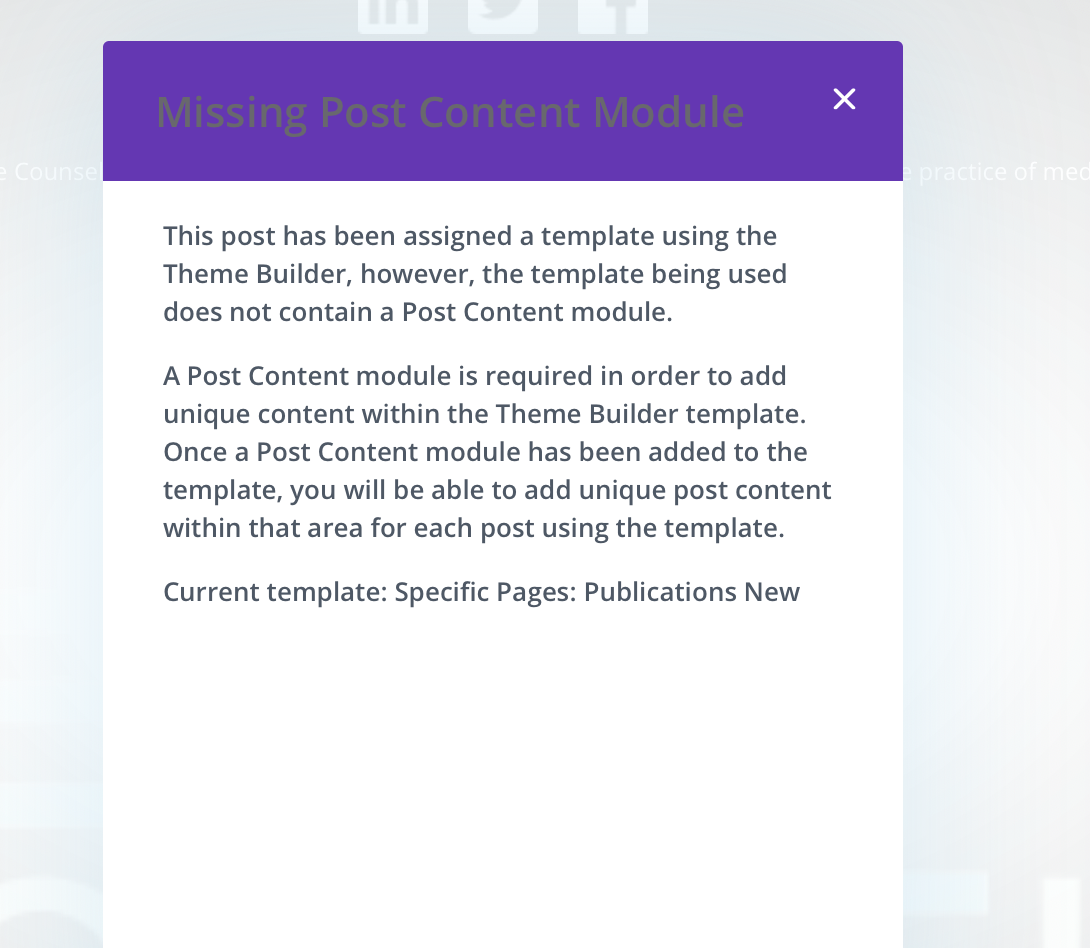 in
Missing Post Content Module
e Counsel
e practice of med
This post has been assigned a template using the
Theme Builder, however, the template being used
does not contain a Post Content module.
A Post Content module is required in order to add
unique content within the Theme Builder template.
Once a Post Content module has been added to the
template, you will be able to add unique post content
within that area for each post using the template.
Current template: Specific Pages: Publications New